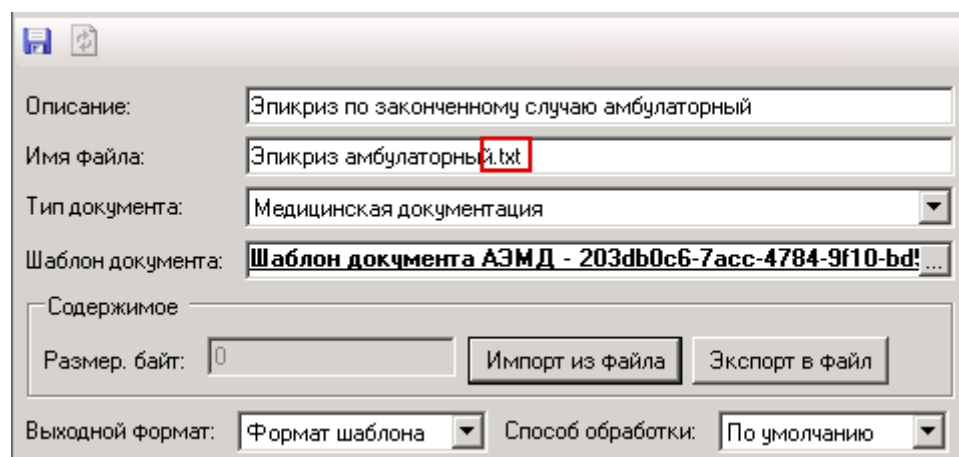 Описание: Эпикриз по законченному случаю амбулаторный
Имя файла: Эпикриз амбулаторный.txt
Тип документа: Медицинская документация
Шаблон документа: Шаблон документа АЭМД - 203db0c6-7acc-4784-9f10-bd ...
Содержимое
Размер. байт: 0 Импорт из файла Экспорт в файл
Выходной формат: Формат шаблона Способ обработки: По умолчанию